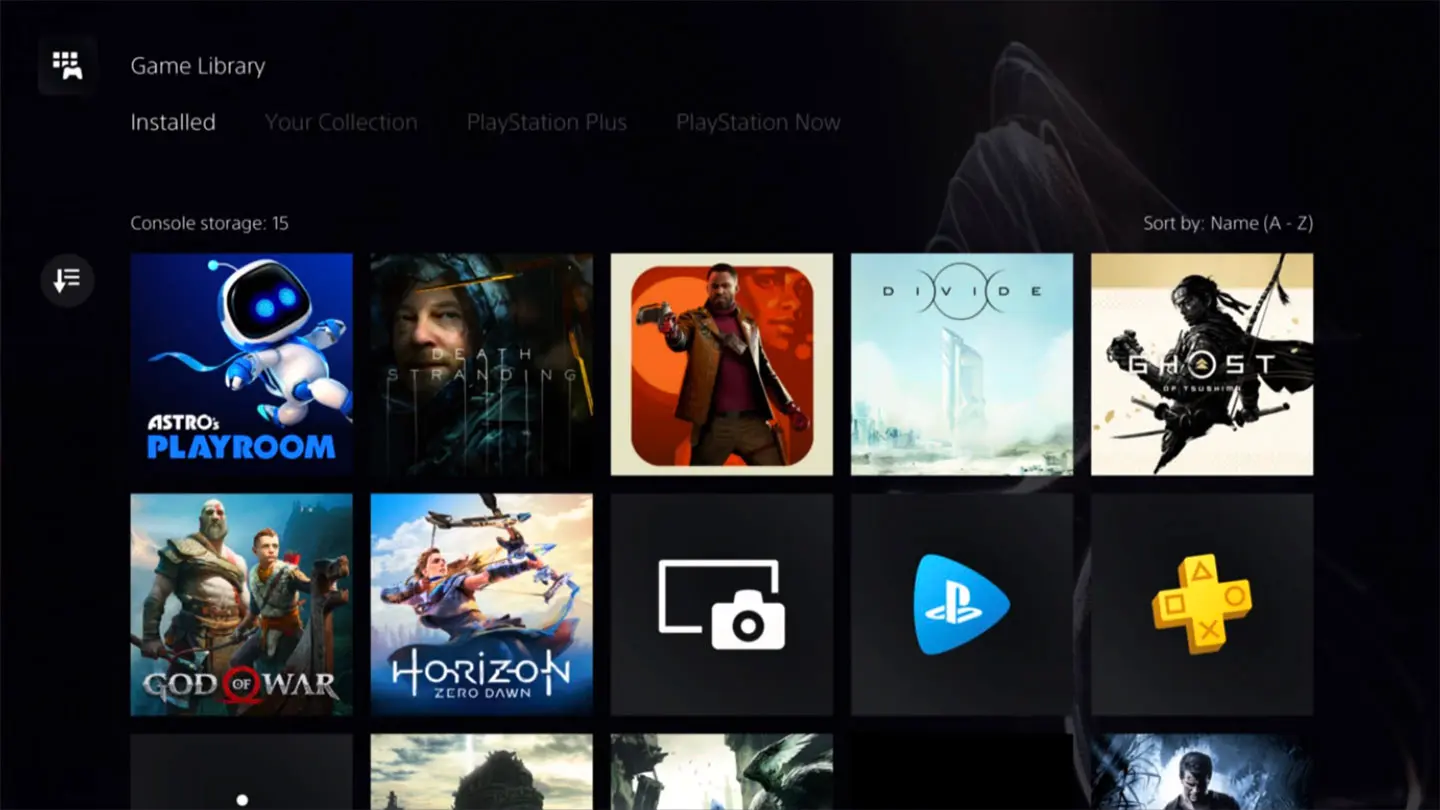 Game Library
Installed Your Collection PlayStation Plus PlayStation Now
Console storage: 15
Sort by: Name (A - Z)
ASTRO's
PLAYROOM
DEATH
STRANDING
DIVIDE
GHOST
OF TSUSHIMA
GOD OF WAR
HORIZON
ZERO DAWN